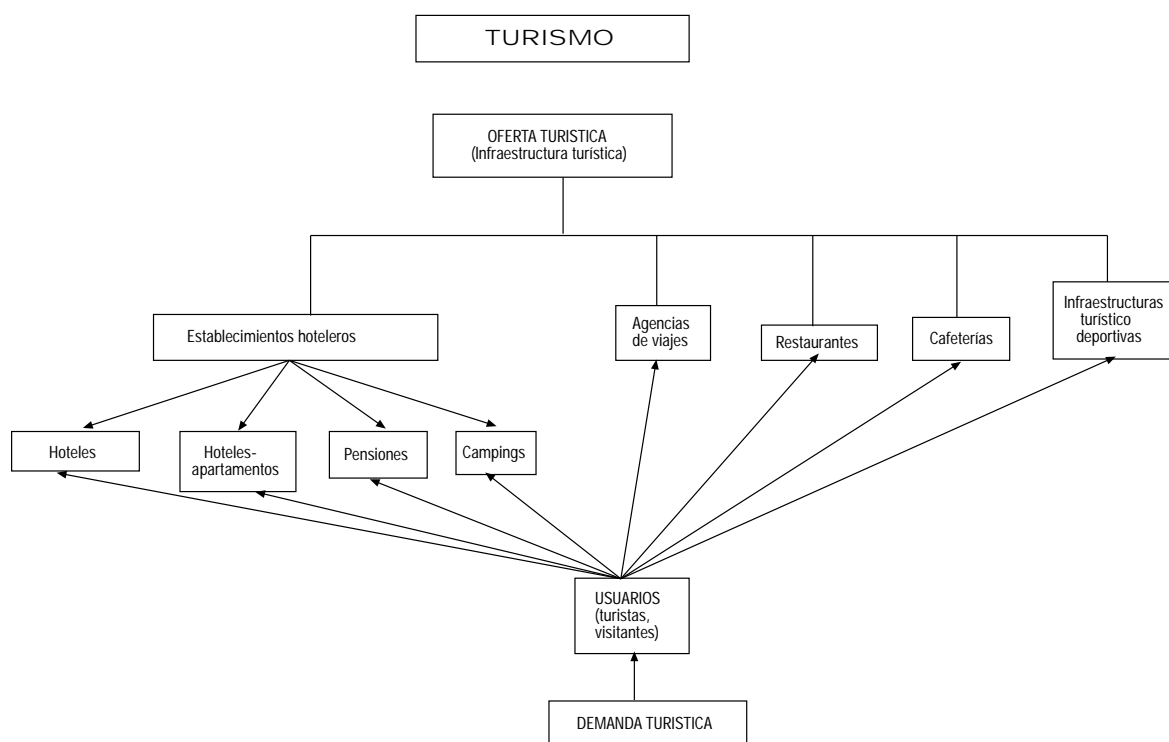 TURISMO
OFERTA TURISTICA
(Infraestructura turística)
Establecimientos hoteleros
Agencias
de viajes
Restaurantes
Cafeterías
Infraestructuras
turístico
deportivas
Hoteles
Hoteles-
apartamentos
Pensiones
Campings
USUARIOS
(turistas,
visitantes)
DEMANDA TURISTICA